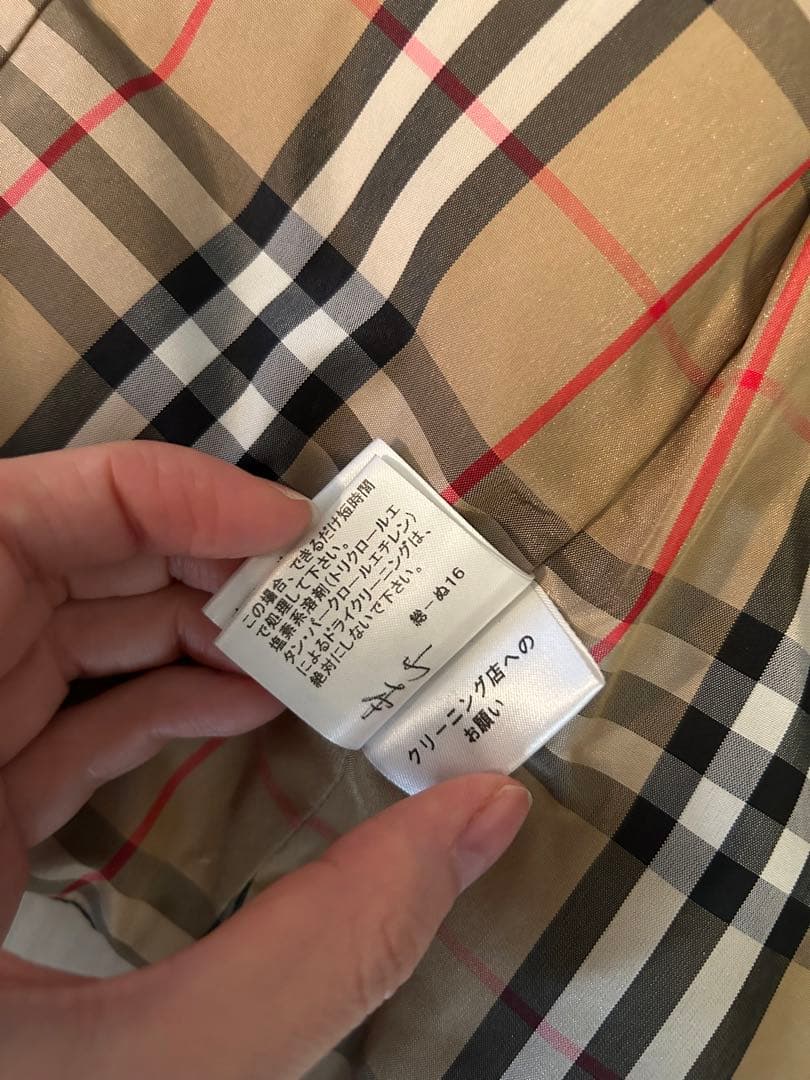 この場合、できるだけ短時間
で処理して下さい。
塩素系溶剤(トリクロールエ
タン・パークロールエチレン)
によるドライクリーニングは、
絶対にしないで下さい。
総ーぬ16
クリーニング店への
お願い